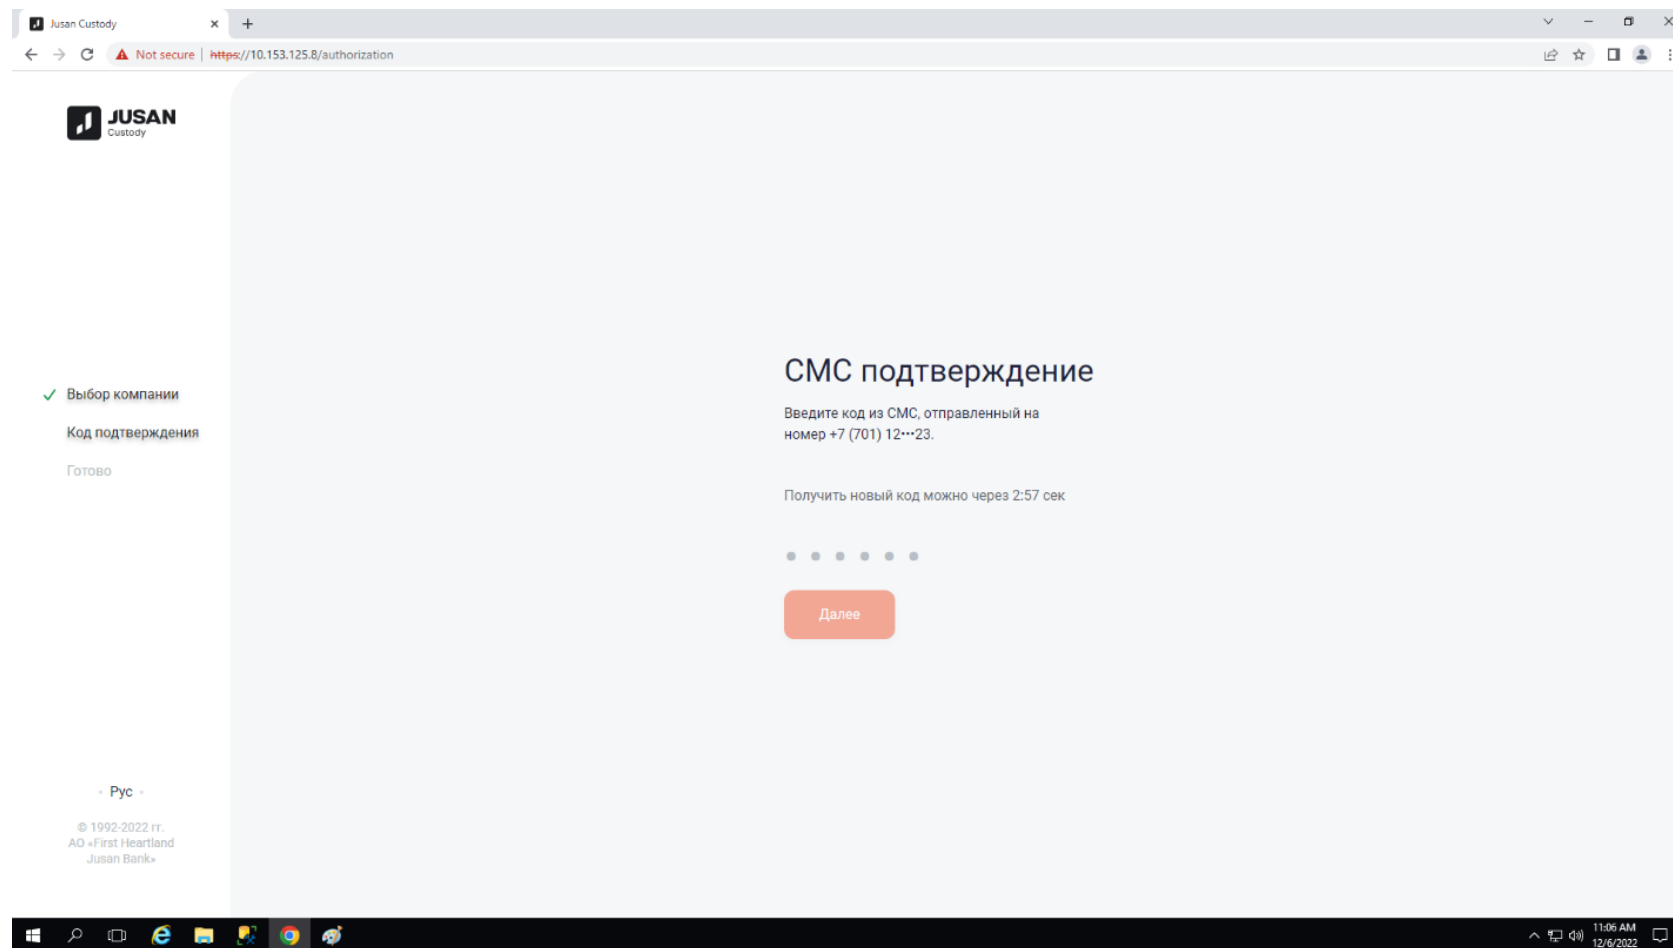 Jusan Custody
Not secure | https://10.153.125.8/authorization
JUSAN
Custody
Выбор компании
Код подтверждения
Готово
СМС подтверждение
Введите код из СМС, отправленный на
номер +7 (701) 12•••23.
Получить новый код можно через 2:57 сек
Далее
Рус
© 1992-2022 гг.
АО «First Heartland
Jusan Bank»
11:06 AM
12/6/2022